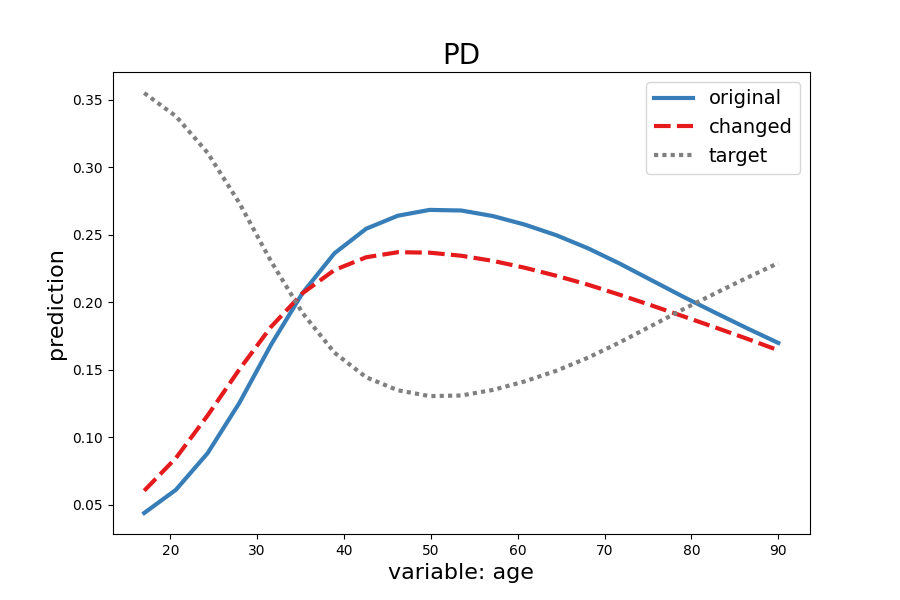 PD
original
changed
target
0.35
0.30
0.25
0.20
0.15
0.10
0.05
prediction
20 30 40 50 60 70 80 90
variable: age